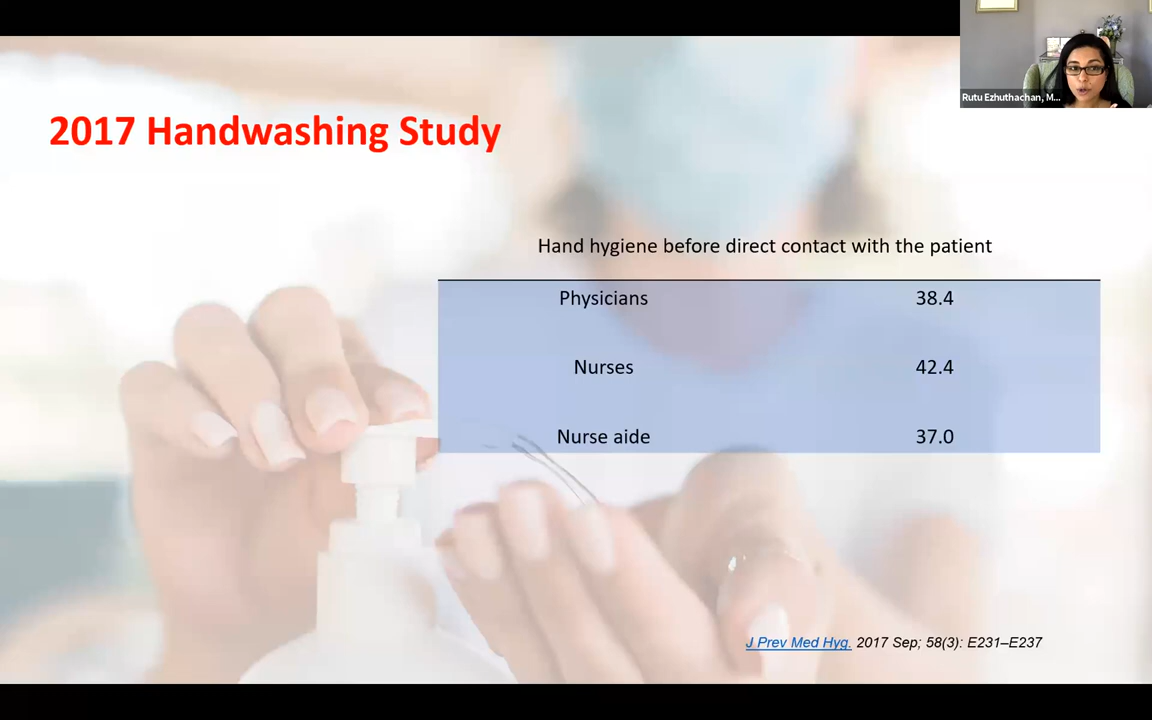 2017 Handwashing Study
Hand hygiene before direct contact with the patient
Physicians 38.4
Nurses 42.4
Nurse aide 37.0
J Prev Med Hyg. 2017 Sep; 58(3): E231–E237
Rutu Ezhuthachan, M...